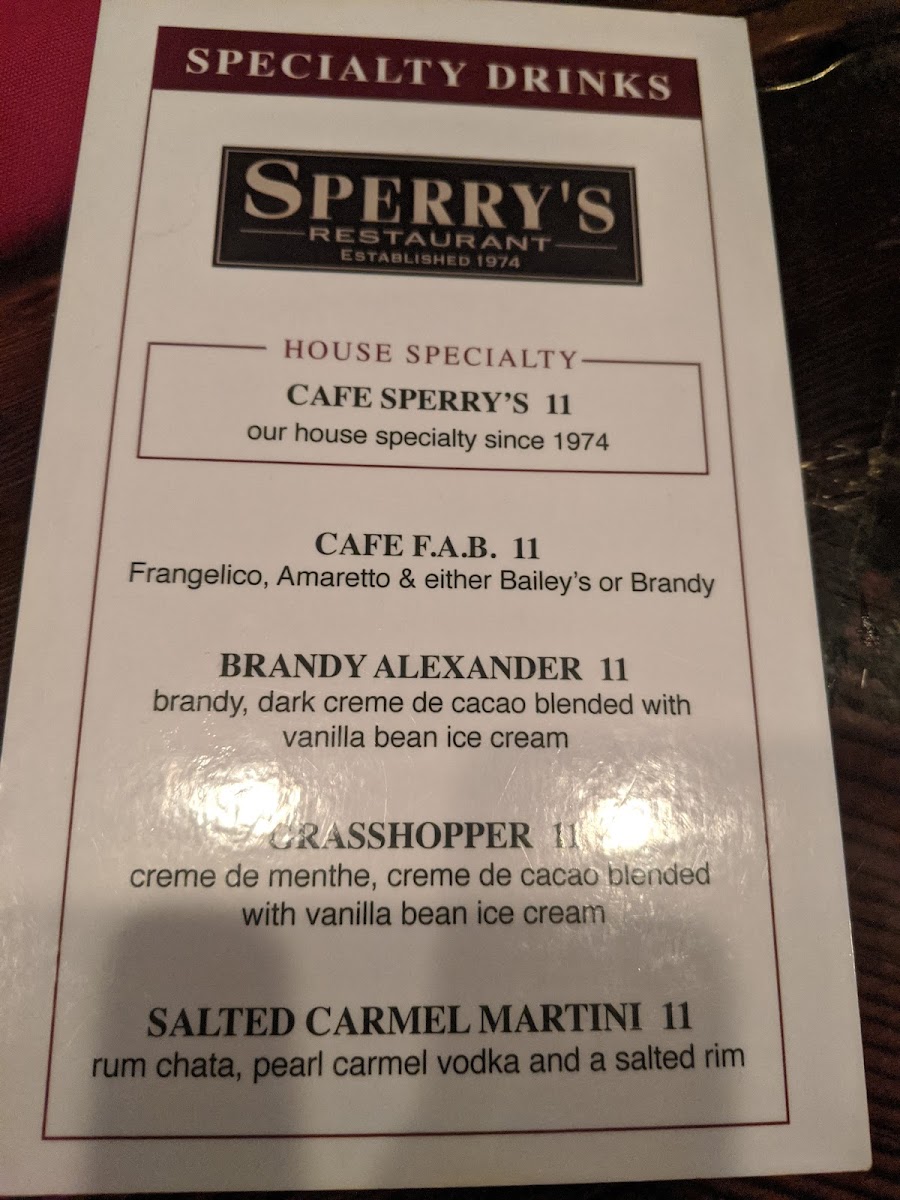 SPECIALTY DRINKS
SPERRY'S
RESTAURANT
ESTABLISHED 1974
HOUSE SPECIALTY
CAFE SPERRY'S 11
our house specialty since 1974
CAFE F.A.B. 11
Frangelico, Amaretto & either Bailey's or Brandy
BRANDY ALEXANDER 11
brandy, dark creme de cacao blended with
vanilla bean ice cream
GRASSHOPPER 11
creme de menthe, creme de cacao blended
with vanilla bean ice cream
SALTED CARMEL MARTINI 11
rum chata, pearl carmel vodka and a salted rim